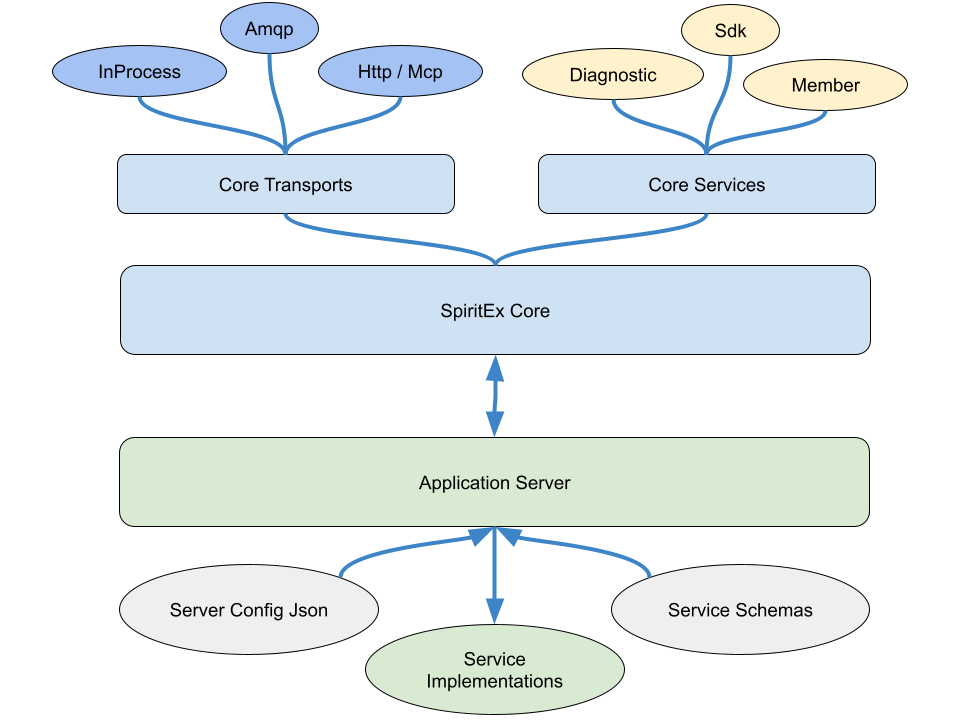 Amqp
InProcess
Http / Mcp
Sdk
Diagnostic
Member
Core Transports
Core Services
SpiritEx Core
Application Server
Server Config Json
Service Schemas
Service
Implementations